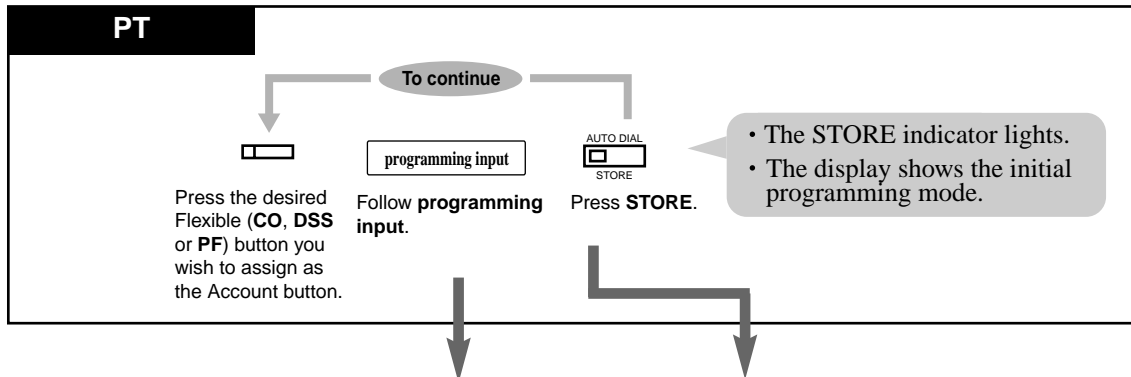 PT
To continue
programming input
AUTO DIAL
STORE
Press the desired
Flexible (CO, DSS
or PF) button you
wish to assign as
the Account button.
Follow programming
input.
Press STORE.
· The STORE indicator lights.
· The display shows the initial
programming mode.